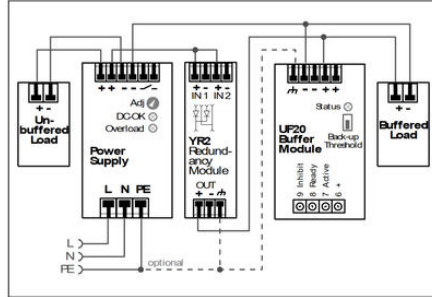 + -
Un-
buffered
Load
+ + - -
Adj
DC-OK
Overload
Power
Supply
L N PE
+ - + -
IN 1 IN 2
YR2
Redund-
ancy
Module
OUT
+ -
- - + +
Status
UF20
Buffer
Module
Back-up
Threshold
9 Inhibit
8 Ready
7 Active
6 +
+ -
Buffered
Load
L
N
PE
optional